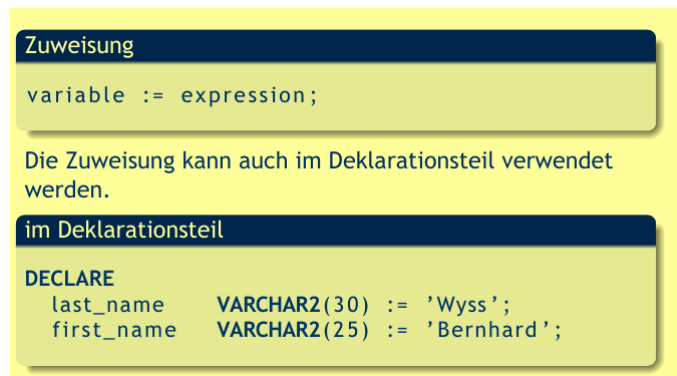 Zuweisung
variable := expression;
Die Zuweisung kann auch im Deklarationsteil verwendet
werden.
im Deklarationsteil
DECLARE
last_name VARCHAR2(30) := ’Wyss’;
first_name VARCHAR2(25) := ’Bernhard’;